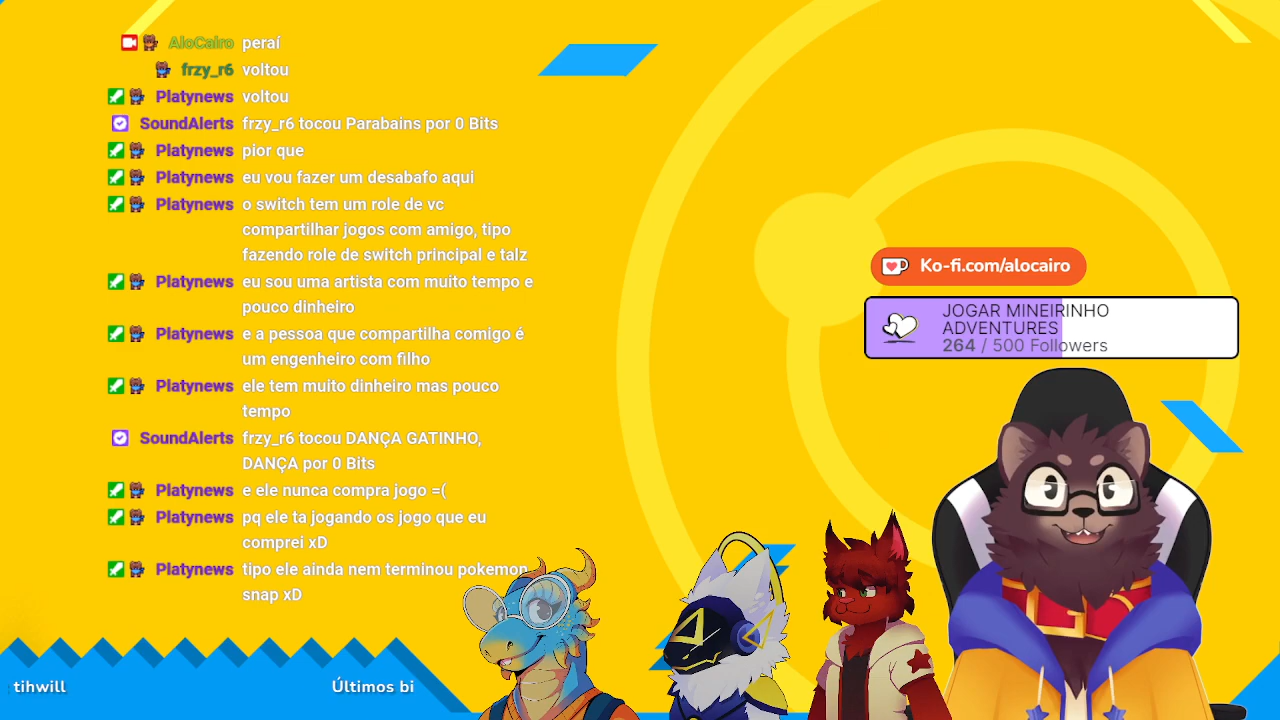 AloCairo peraí
frzy_r6 voltou
Platynews voltou
SoundAlerts frzy_r6 tocou Parabains por 0 Bits
Platynews pior que
Platynews eu vou fazer um desabafo aqui
Platynews o switch tem um role de vc
compartilhar jogos com amigo, tipo
fazendo role de switch principal e talz
Platynews eu sou uma artista com muito tempo e
pouco dinheiro
Platynews e a pessoa que compartilha comigo é
um engenheiro com filho
Platynews ele tem muito dinheiro mas pouco
tempo
SoundAlerts frzy_r6 tocou DANÇA GATINHO,
DANÇA por 0 Bits
Platynews e ele nunca compra jogo =(
Platynews pq ele ta jogando os jogo que eu
comprei xD
Platynews tipo ele ainda nem terminou pokemon
snap xD
Ko-fi.com/alocairo
JOGAR MINEIRINHO
ADVENTURES
264 / 500 Followers
tihwill
Últimos bi